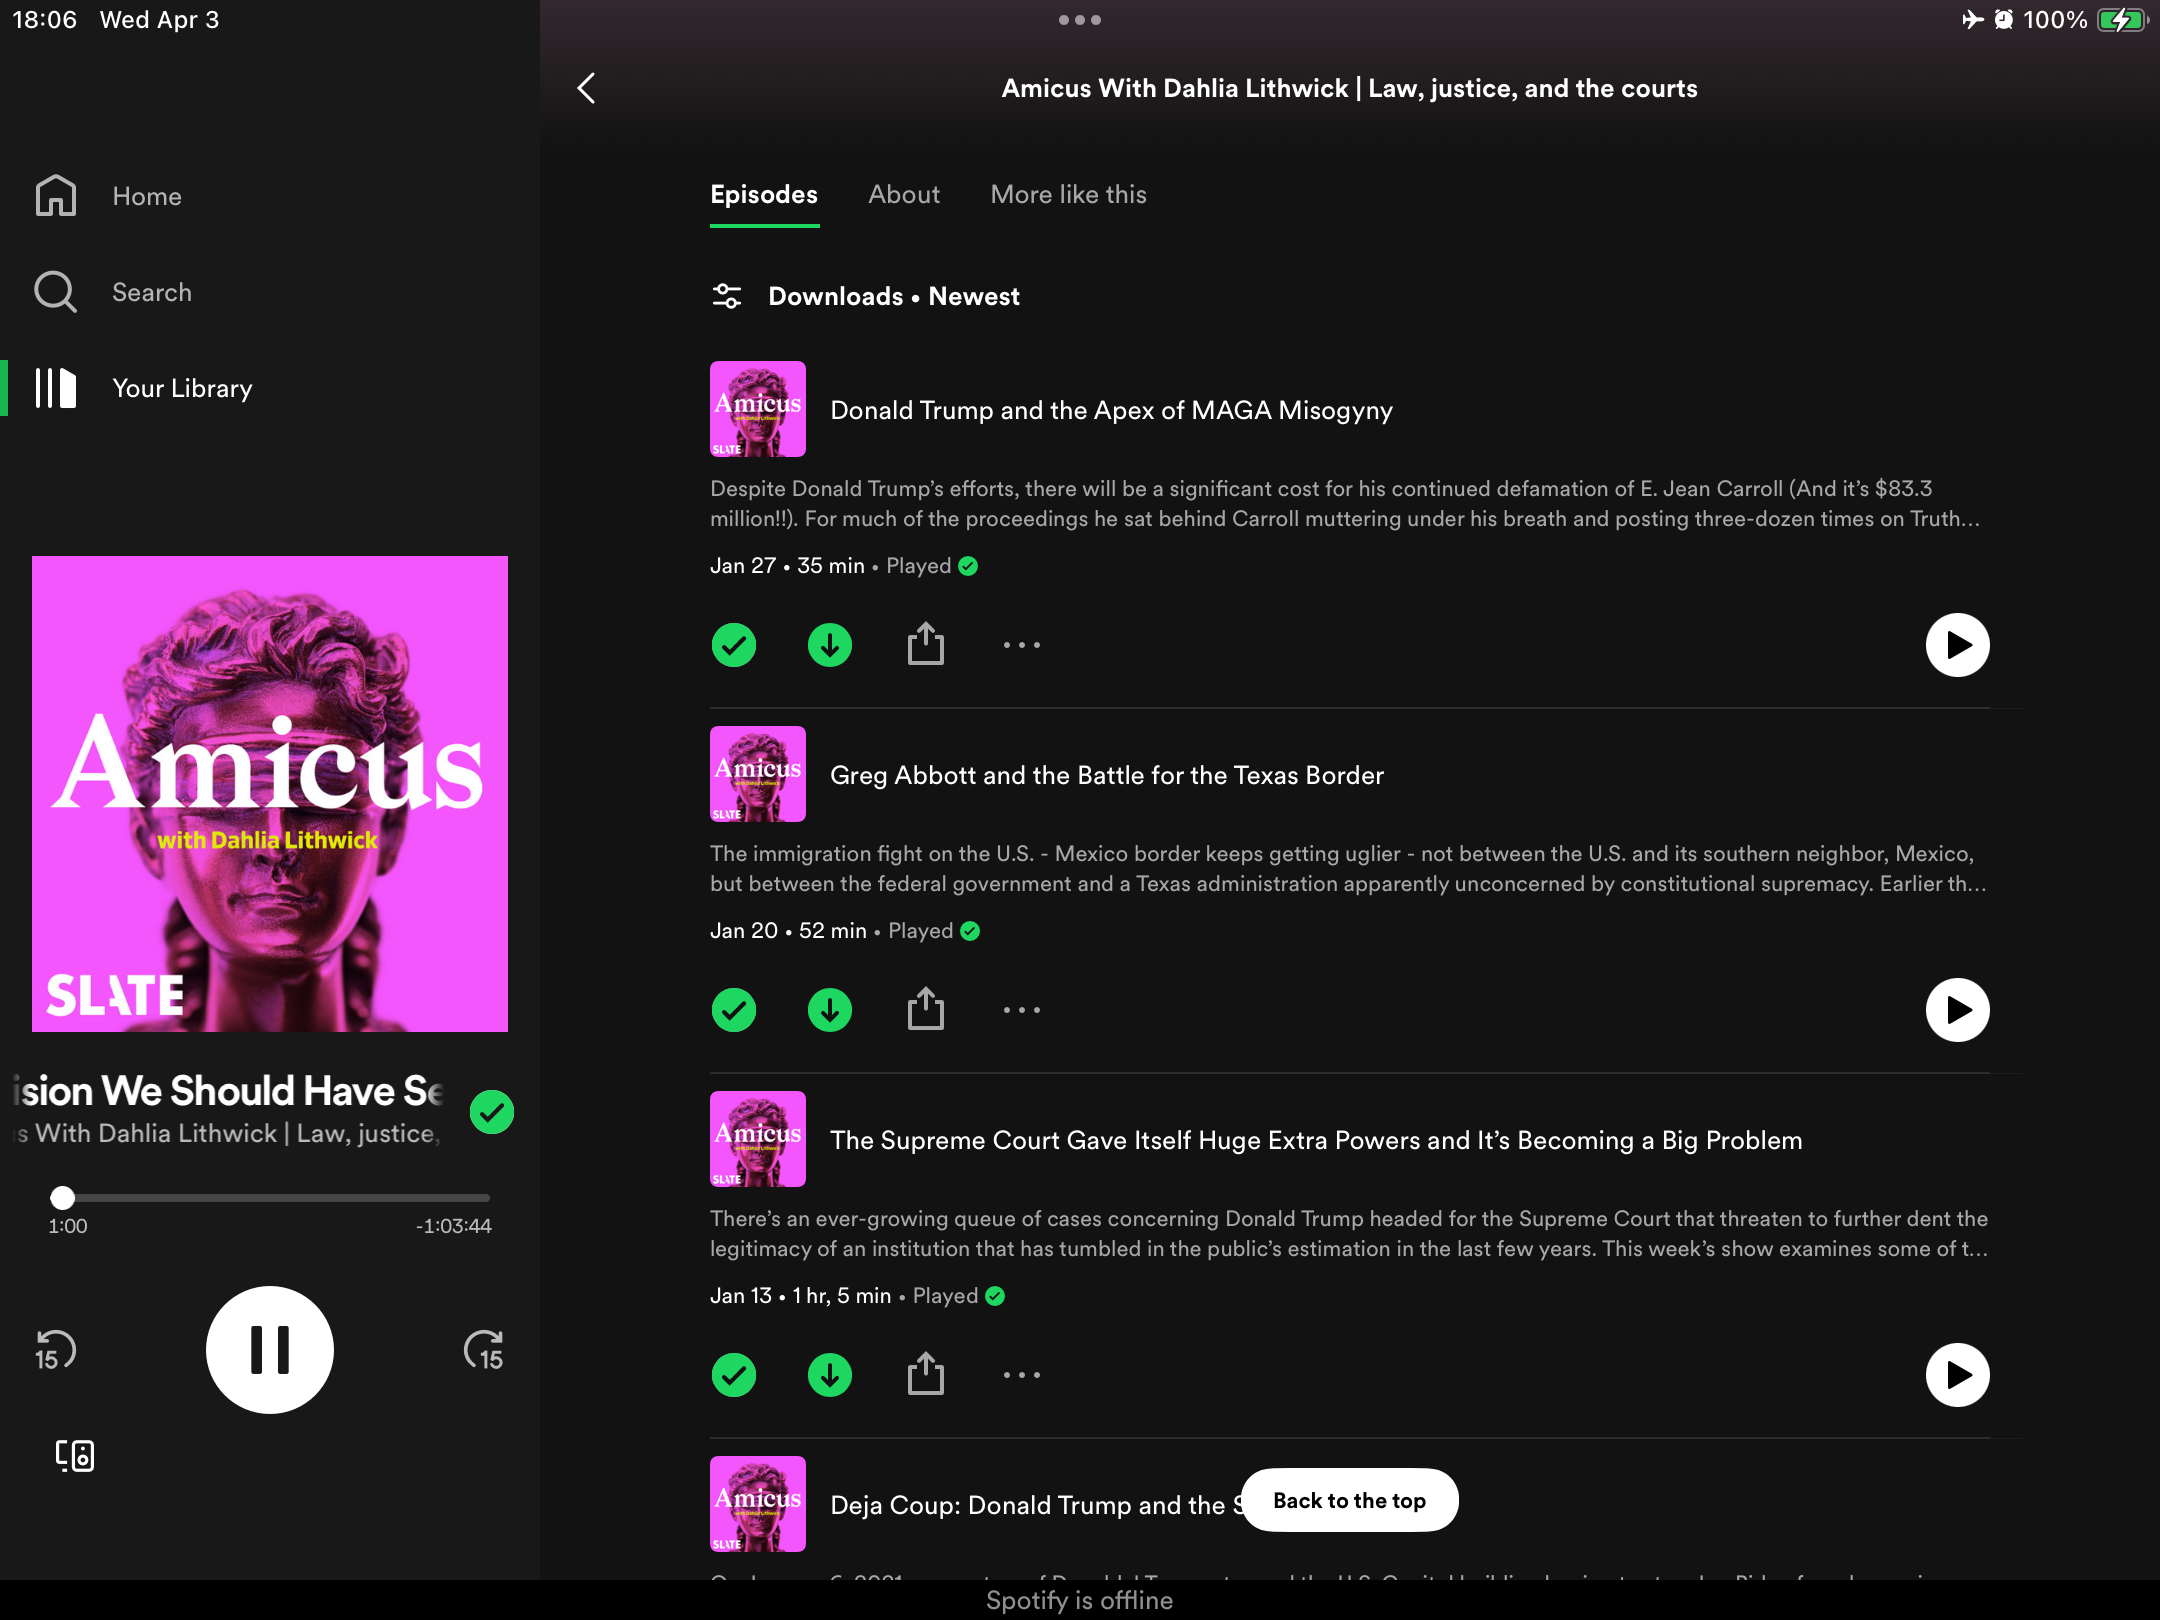 18:06 Wed Apr 3
100%
Home
Search
Your Library
Amicus
with Dahlia Lithwick
SLATE
ision We Should Have Se
s With Dahlia Lithwick | Law, justice,
1:00
-1:03:44
15
15
Amicus With Dahlia Lithwick | Law, justice, and the courts
Episodes About More like this
Downloads • Newest
Amicus
with Dahlia Lithwick
SLATE
Donald Trump and the Apex of MAGA Misogyny
Despite Donald Trump’s efforts, there will be a significant cost for his continued defamation of E. Jean Carroll (And it’s $83.3
million!!). For much of the proceedings he sat behind Carroll muttering under his breath and posting three-dozen times on Truth…
Jan 27 • 35 min • Played
Amicus
with Dahlia Lithwick
SLATE
Greg Abbott and the Battle for the Texas Border
The immigration fight on the U.S. - Mexico border keeps getting uglier - not between the U.S. and its southern neighbor, Mexico,
but between the federal government and a Texas administration apparently unconcerned by constitutional supremacy. Earlier th…
Jan 20 • 52 min • Played
Amicus
with Dahlia Lithwick
SLATE
The Supreme Court Gave Itself Huge Extra Powers and It’s Becoming a Big Problem
There’s an ever-growing queue of cases concerning Donald Trump headed for the Supreme Court that threaten to further dent the
legitimacy of an institution that has tumbled in the public’s estimation in the last few years. This week’s show examines some of t…
Jan 13 • 1 hr, 5 min • Played
Amicus
with Dahlia Lithwick
SLATE
Deja Coup: Donald Trump and the S
Back to the top
Spotify is offline